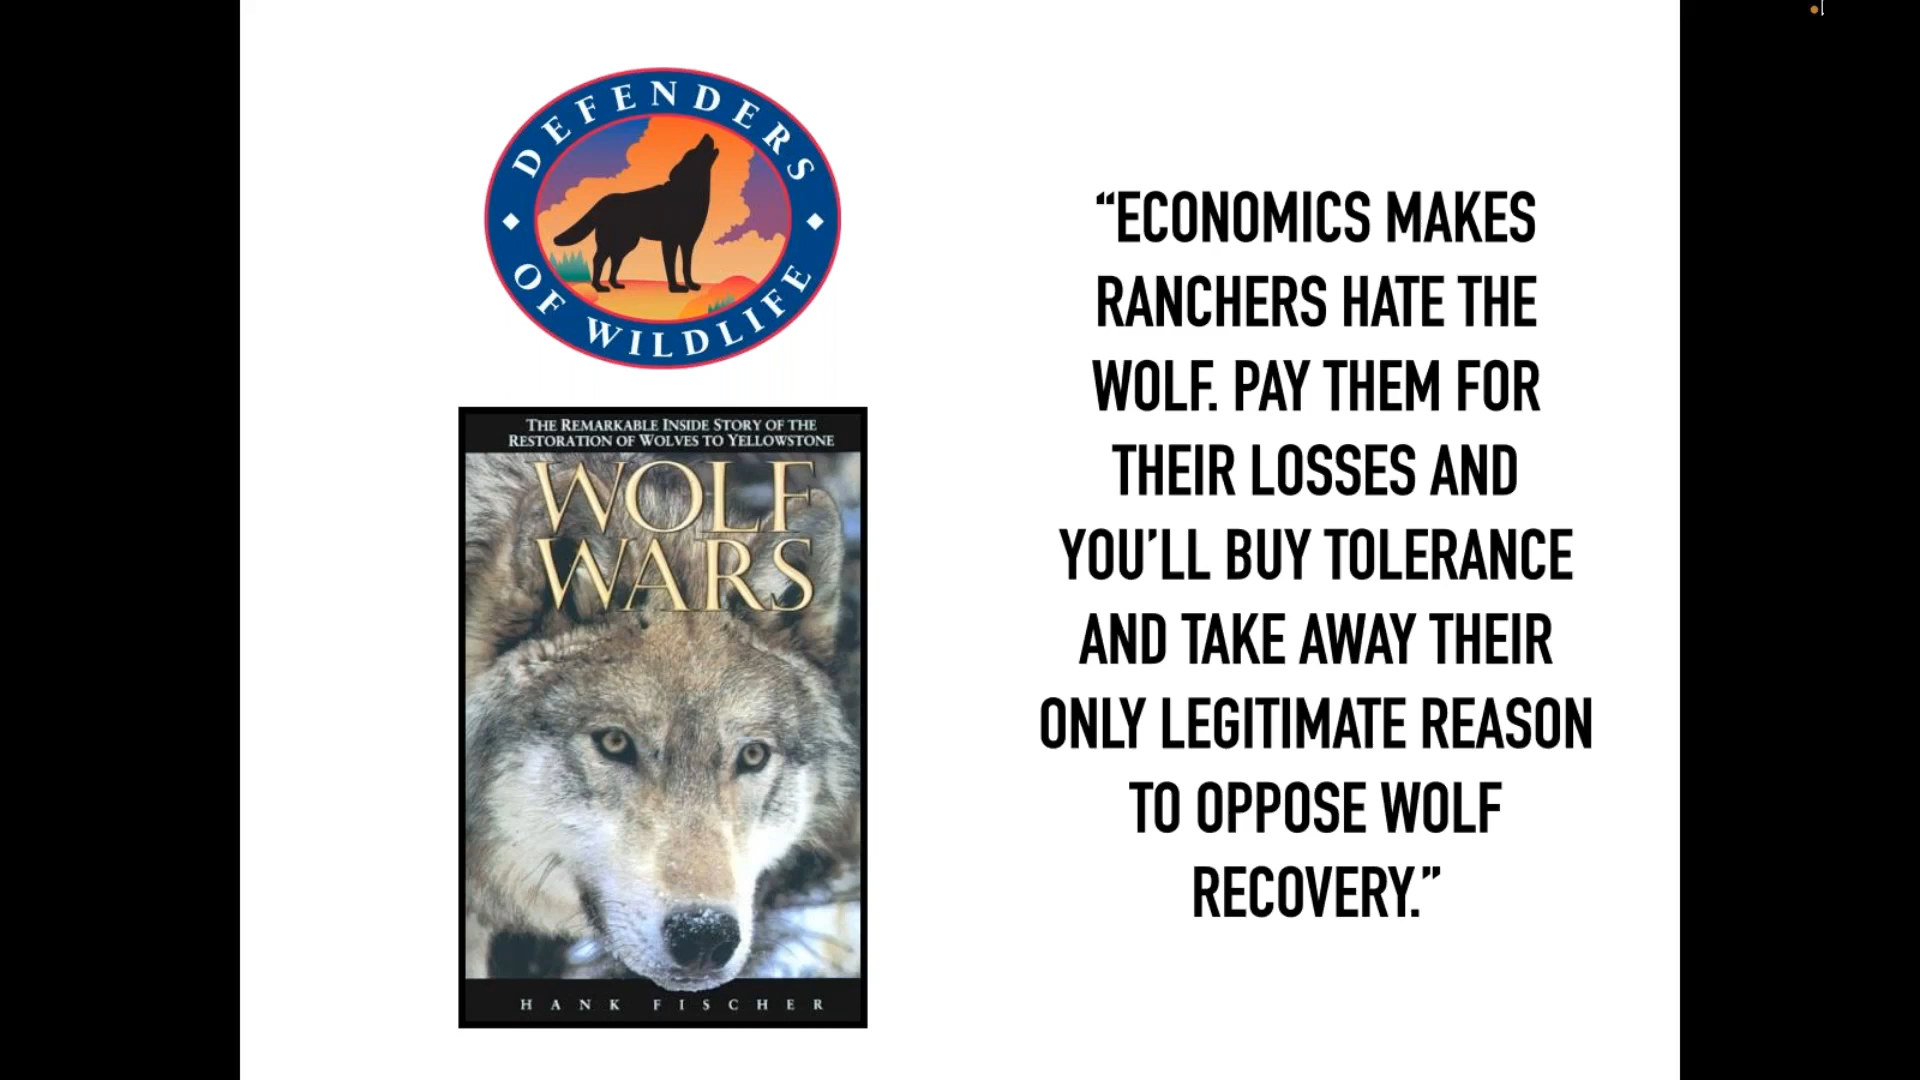 DEFENDERS
OF WILDLIFE
THE REMARKABLE INSIDE STORY OF THE
RESTORATION OF WOLVES TO YELLOWSTONE
WOLF
WARS
HANK FISCHER
“ECONOMICS MAKES
RANCHERS HATE THE
WOLF. PAY THEM FOR
THEIR LOSSES AND
YOU’LL BUY TOLERANCE
AND TAKE AWAY THEIR
ONLY LEGITIMATE REASON
TO OPPOSE WOLF
RECOVERY.”